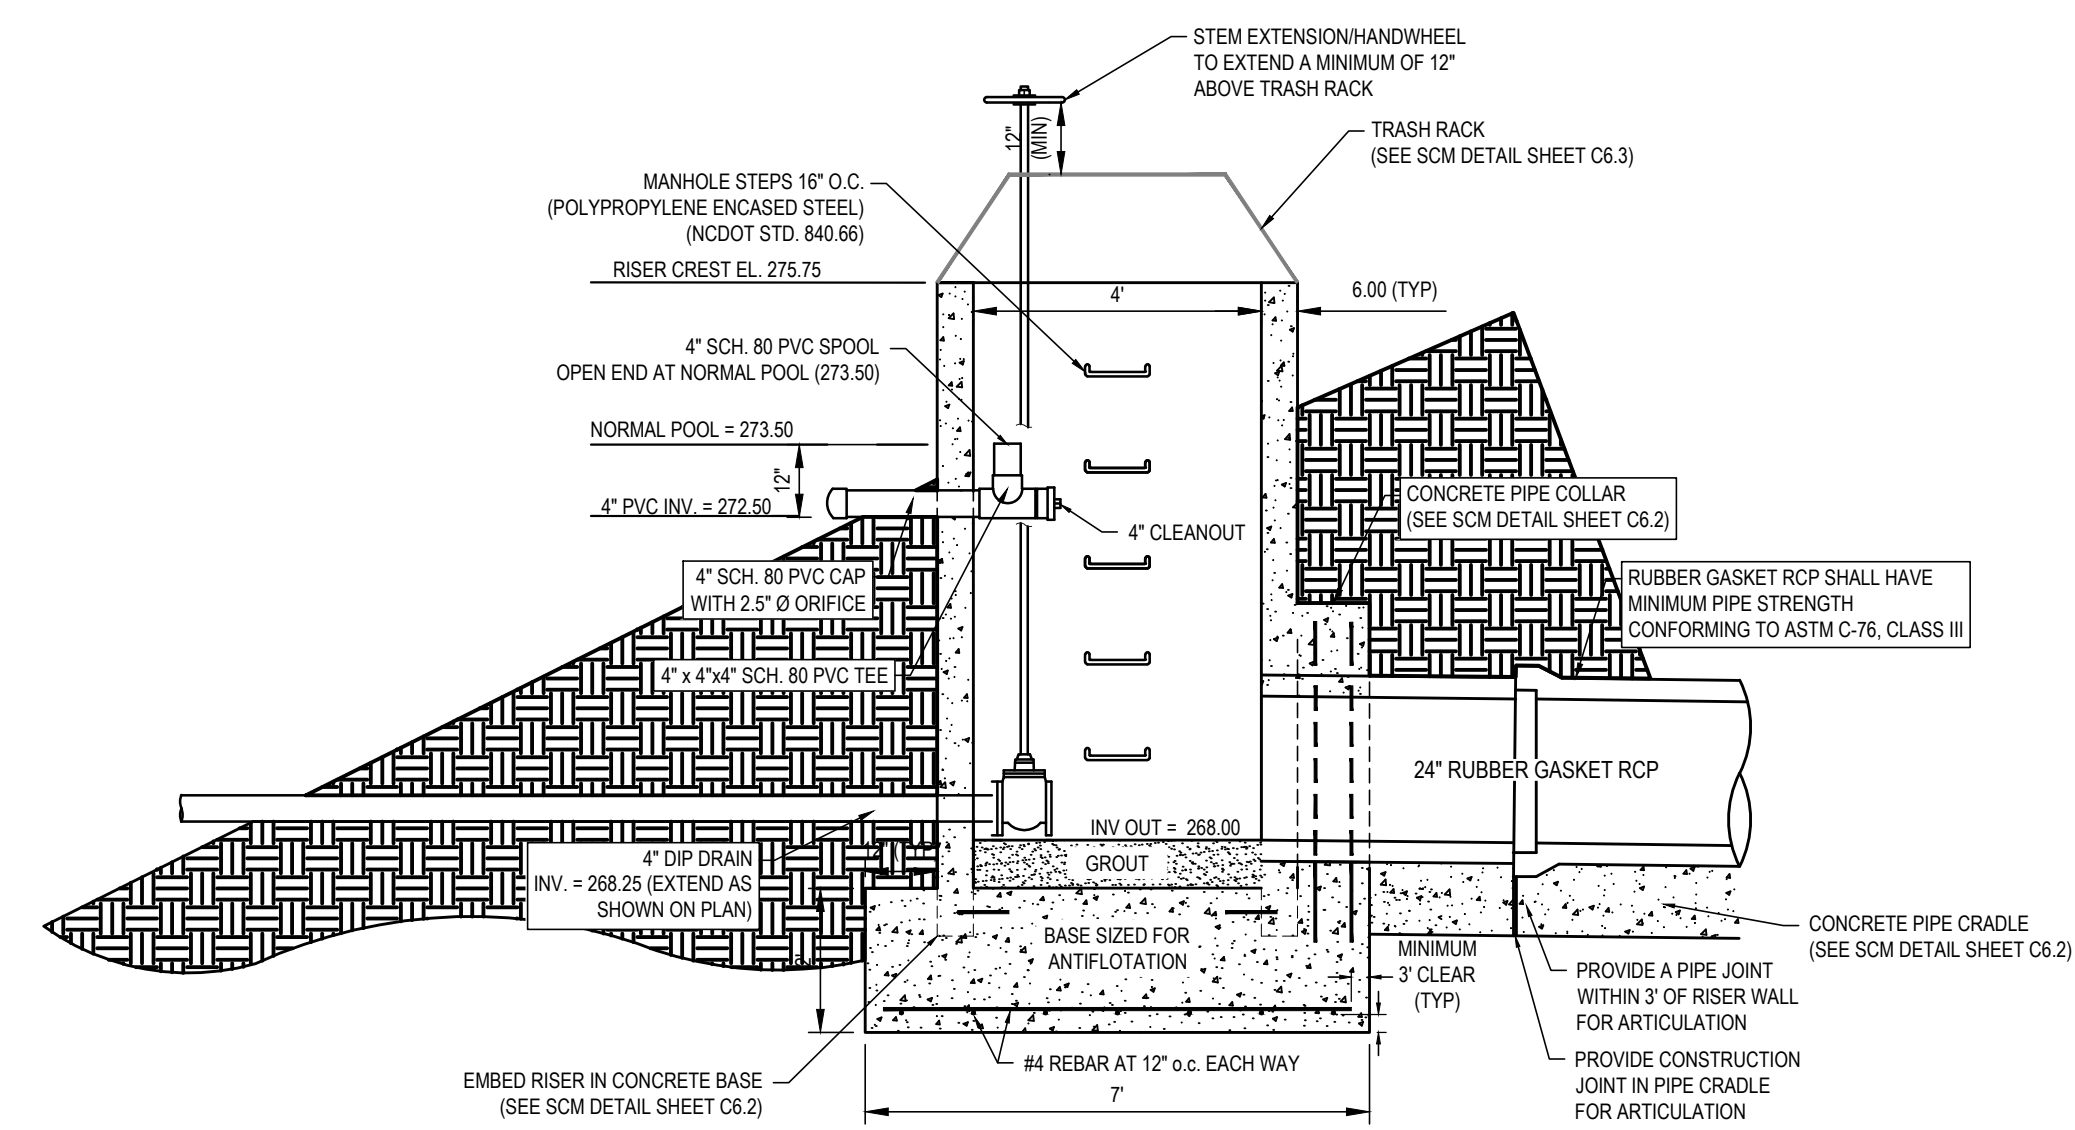 STEM EXTENSION/HANDWHEEL
TO EXTEND A MINIMUM OF 12"
ABOVE TRASH RACK
12"
(MIN)
TRASH RACK
(SEE SCM DETAIL SHEET C6.3)
MANHOLE STEPS 16" O.C.
(POLYPROPYLENE ENCASED STEEL)
(NCDOT STD. 840.66)
RISER CREST EL. 275.75
4'
6.00 (TYP)
4" SCH. 80 PVC SPOOL
OPEN END AT NORMAL POOL (273.50)
NORMAL POOL = 273.50
12"
4" PVC INV. = 272.50
CONCRETE PIPE COLLAR
(SEE SCM DETAIL SHEET C6.2)
4" CLEANOUT
4" SCH. 80 PVC CAP
WITH 2.5" Ø ORIFICE
RUBBER GASKET RCP SHALL HAVE
MINIMUM PIPE STRENGTH
CONFORMING TO ASTM C-76, CLASS III
4" x 4"x4" SCH. 80 PVC TEE
24" RUBBER GASKET RCP
INV OUT = 268.00
GROUT
4" DIP DRAIN
INV. = 268.25 (EXTEND AS
SHOWN ON PLAN)
BASE SIZED FOR
ANTIFLOTATION
MINIMUM
3' CLEAR
(TYP)
CONCRETE PIPE CRADLE
(SEE SCM DETAIL SHEET C6.2)
PROVIDE A PIPE JOINT
WITHIN 3' OF RISER WALL
FOR ARTICULATION
#4 REBAR AT 12" o.c. EACH WAY
PROVIDE CONSTRUCTION
JOINT IN PIPE CRADLE
FOR ARTICULATION
EMBED RISER IN CONCRETE BASE
(SEE SCM DETAIL SHEET C6.2)
7'